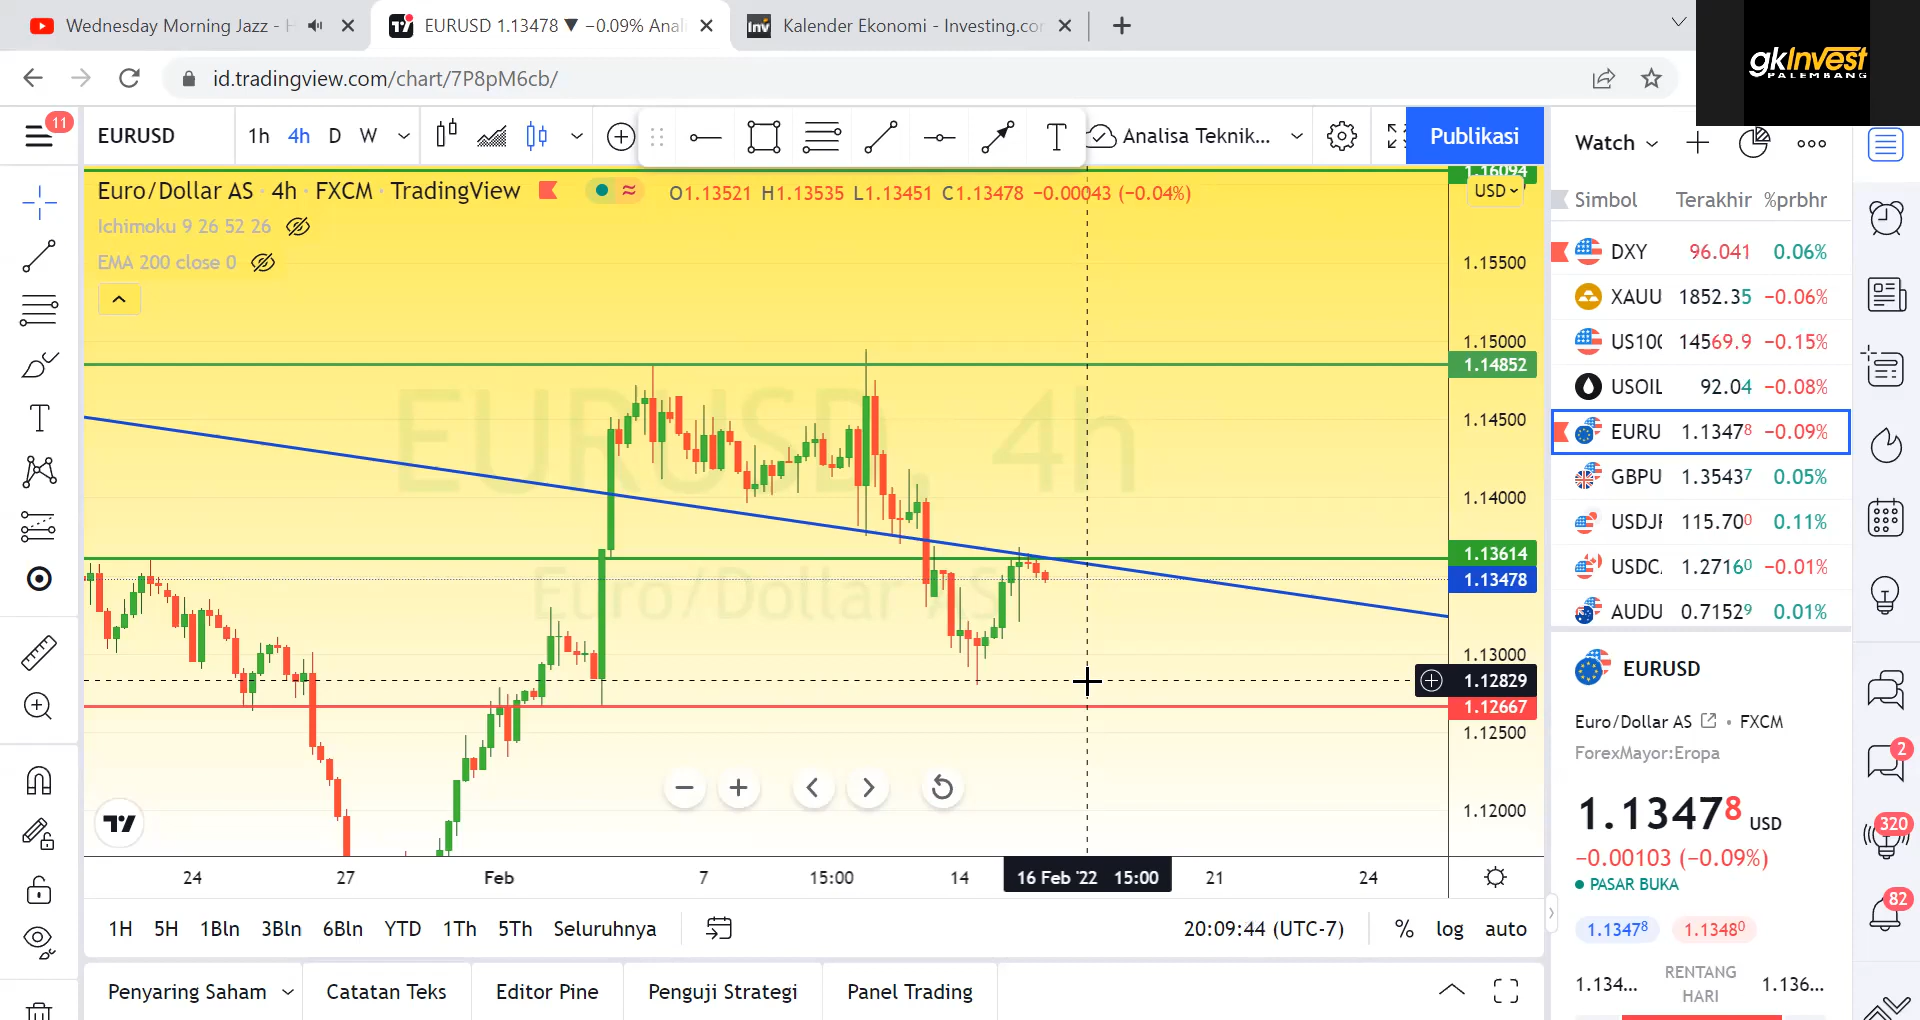 Wednesday Morning Jazz - H
EURUSD 1.13478 ▼ −0.09% Anali
Kalender Ekonomi - Investing.com
id.tradingview.com/chart/7P8pM6cb/
gkInvest
PALEMBANG
11
EURUSD
1h 4h D W
Analisa Teknik...
Publikasi
Watch
Euro/Dollar AS · 4h · FXCM · TradingView
O1.13521 H1.13535 L1.13451 C1.13478 −0.00043 (−0.04%)
Ichimoku 9 26 52 26
EMA 200 close 0
1.16094
USD
1.15500
1.15000
1.14852
1.14500
1.14000
1.13614
1.13478
1.13000
1.12829
1.12667
1.12500
1.12000
EURUSD, 4h
Euro/Dollar AS
24 27 Feb 7 15:00 14 16 Feb '22 15:00 21 24
1H 5H 1Bln 3Bln 6Bln YTD 1Th 5Th Seluruhnya
20:09:44 (UTC-7) % log auto
Penyaring Saham Catatan Teks Editor Pine Penguji Strategi Panel Trading
Simbol Terakhir %prbhr
DXY 96.041 0.06%
XAUU 1852.35 −0.06%
US100 14569.9 −0.15%
USOIL 92.04 −0.08%
EURU 1.13478 −0.09%
GBPU 1.35437 0.05%
USDJP 115.700 0.11%
USDC. 1.27160 −0.01%
AUDU 0.71529 0.01%
EURUSD
Euro/Dollar AS • FXCM
ForexMayor:Eropa
1.13478 USD
−0.00103 (−0.09%)
PASAR BUKA
1.13478 1.13480
1.134... RENTANG HARI 1.136...
2
320
82